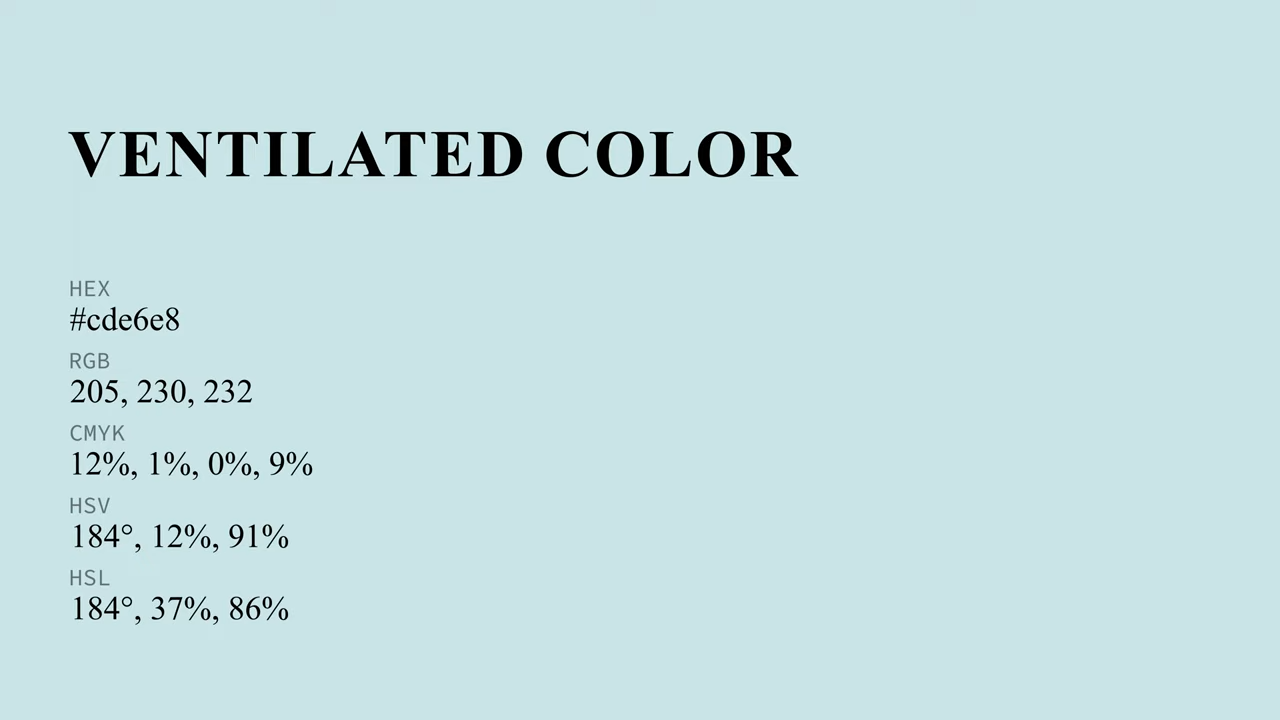 VENTILATED COLOR
HEX
#cde6e8
RGB
205, 230, 232
CMYK
12%, 1%, 0%, 9%
HSV
184°, 12%, 91%
HSL
184°, 37%, 86%